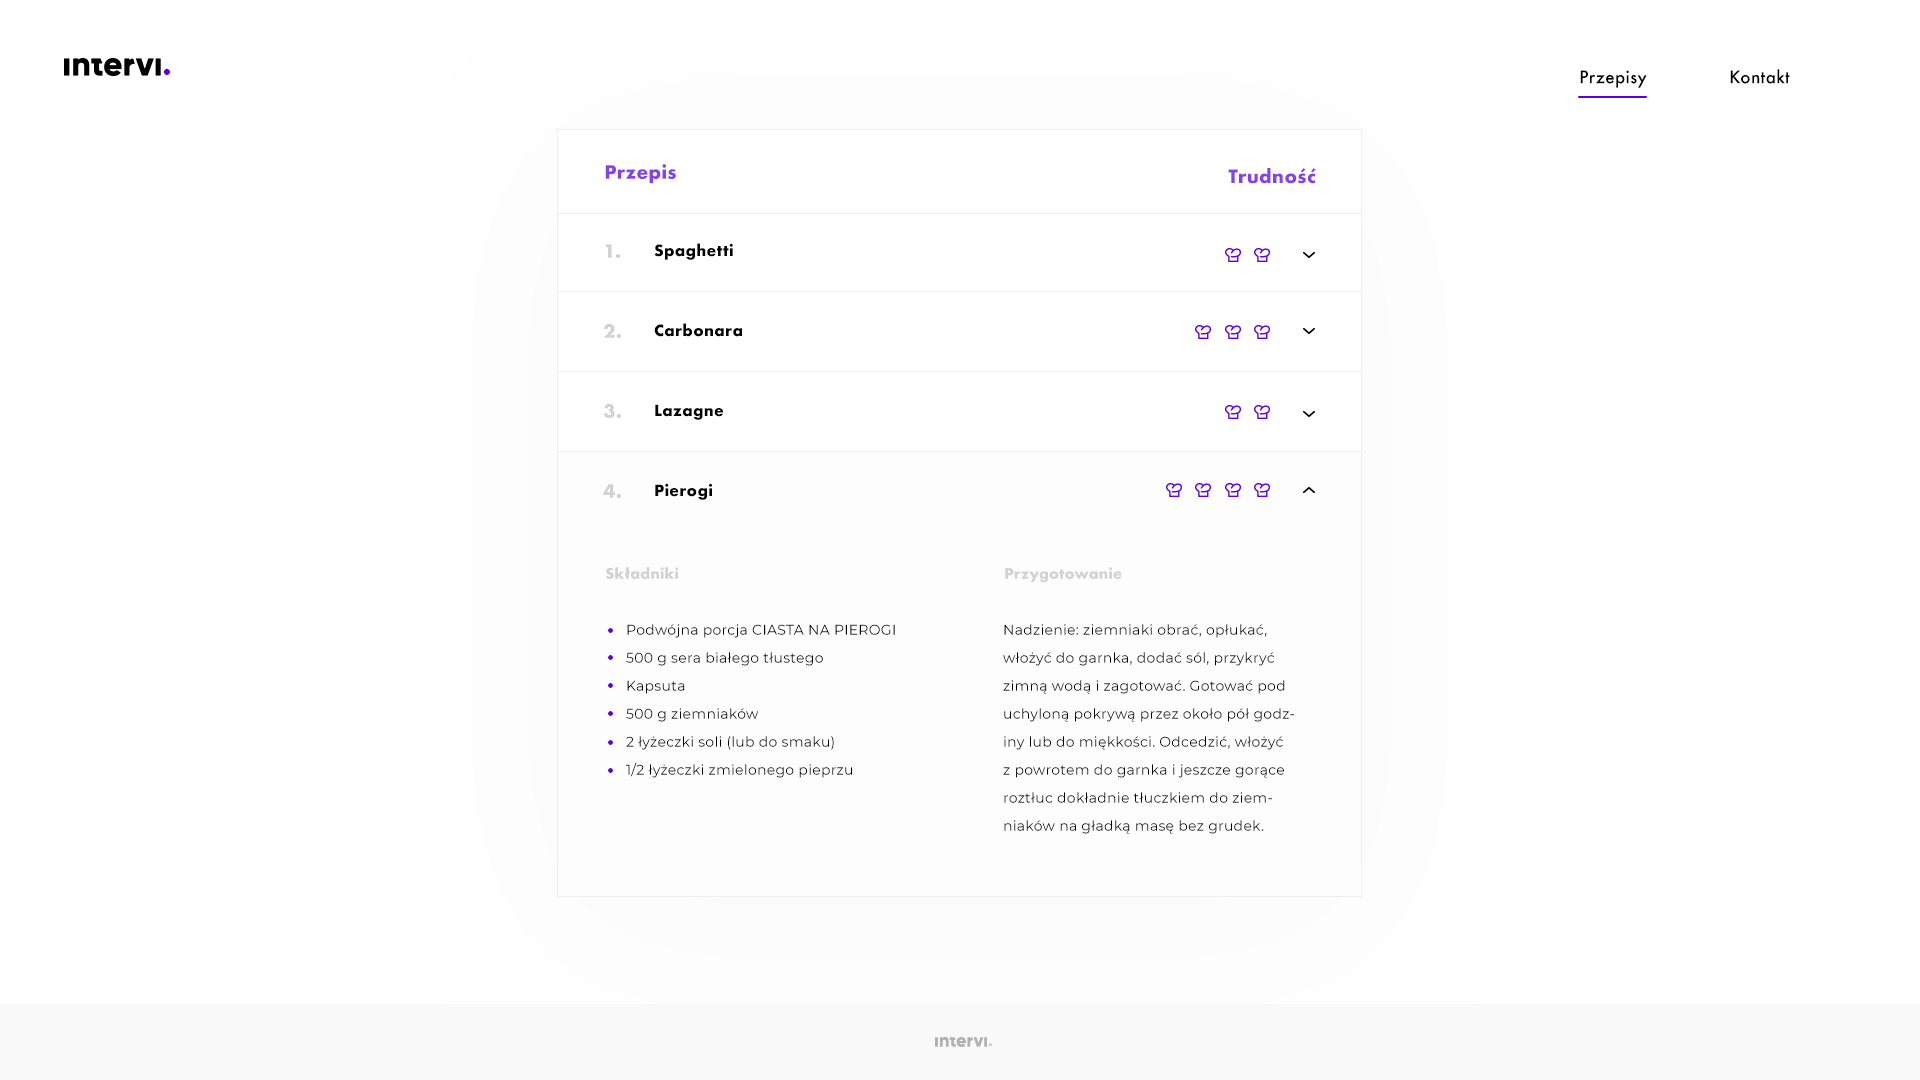 intervi.
Przepisy
Kontakt
Przepis
Trudność
1. Spaghetti
2. Carbonara
3. Lazagne
4. Pierogi
Składniki
• Podwójna porcja CIASTA NA PIEROGI
• 500 g sera białego tłustego
• Kapsuta
• 500 g ziemniaków
• 2 łyżeczki soli (lub do smaku)
• 1/2 łyżeczki zmielonego pieprzu
Przygotowanie
Nadzienie: ziemniaki obrać, opłukać,
włożyć do garnka, dodać sól, przykryć
zimną wodą i zagotować. Gotować pod
uchyloną pokrywą przez około pół godz-
iny lub do miękkości. Odcedzić, włożyć
z powrotem do garnka i jeszcze gorące
roztłuc dokładnie tłuczkiem do ziem-
niaków na gładką masę bez grudek.
intervi.